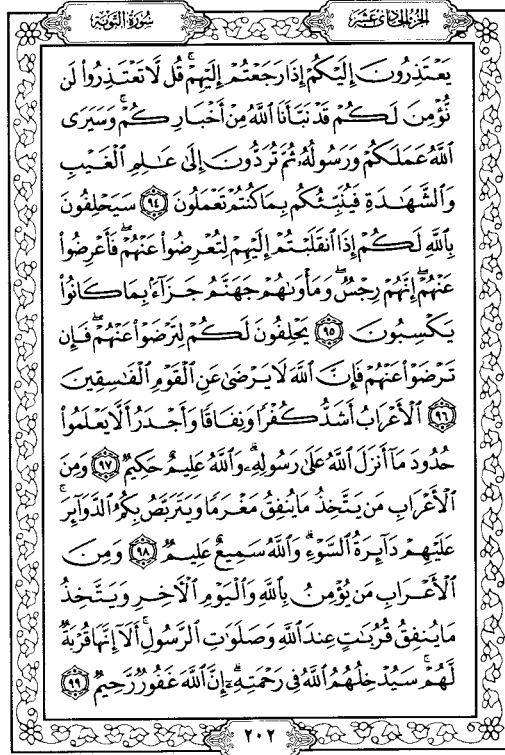 الجزء الحادي عشر
سورة التوبة
يَعْتَذِرُونَ إِلَيْكُمْ إِذَا رَجَعْتُمْ إِلَيْهِمْ ۚ قُل لَّا تَعْتَذِرُوا۟ لَن
نُّؤْمِنَ لَكُمْ قَدْ نَبَّأَنَا ٱللَّهُ مِنْ أَخْبَارِكُمْ ۚ وَسَيَرَى
ٱللَّهُ عَمَلَكُمْ وَرَسُولُهُۥ ثُمَّ تُرَدُّونَ إِلَىٰ عَـٰلِمِ ٱلْغَيْبِ
وَٱلشَّهَـٰدَةِ فَيُنَبِّئُكُم بِمَا كُنتُمْ تَعْمَلُونَ ٩٤ سَيَحْلِفُونَ
بِٱللَّهِ لَكُمْ إِذَا ٱنقَلَبْتُمْ إِلَيْهِمْ لِتُعْرِضُوا۟ عَنْهُمْ ۖ فَأَعْرِضُوا۟
عَنْهُمْ ۖ إِنَّهُمْ رِجْسٌ ۖ وَمَأْوَىٰهُمْ جَهَنَّمُ جَزَآءًۢ بِمَا كَانُوا۟
يَكْسِبُونَ ٩٥ يَحْلِفُونَ لَكُمْ لِتَرْضَوْا۟ عَنْهُمْ ۖ فَإِن
تَرْضَوْا۟ عَنْهُمْ فَإِنَّ ٱللَّهَ لَا يَرْضَىٰ عَنِ ٱلْقَوْمِ ٱلْفَـٰسِقِينَ
٩٦ ٱلْأَعْرَابُ أَشَدُّ كُفْرًا وَنِفَاقًا وَأَجْدَرُ أَلَّا يَعْلَمُوا۟
حُدُودَ مَآ أَنزَلَ ٱللَّهُ عَلَىٰ رَسُولِهِۦ ۗ وَٱللَّهُ عَلِيمٌ حَكِيمٌ ٩٧ وَمِنَ
ٱلْأَعْرَابِ مَن يَتَّخِذُ مَا يُنفِقُ مَغْرَمًا وَيَتَرَبَّصُ بِكُمُ ٱلدَّوَآئِرَ ۚ
عَلَيْهِمْ دَآئِرَةُ ٱلسَّوْءِ ۗ وَٱللَّهُ سَمِيعٌ عَلِيمٌ ٩٨ وَمِنَ
ٱلْأَعْرَابِ مَن يُؤْمِنُ بِٱللَّهِ وَٱلْيَوْمِ ٱلْـَٔاخِرِ وَيَتَّخِذُ
مَا يُنفِقُ قُرُبَـٰتٍ عِندَ ٱللَّهِ وَصَلَوَٰتِ ٱلرَّسُولِ ۚ أَلَآ إِنَّهَا قُرْبَةٌ
لَّهُمْ ۚ سَيُدْخِلُهُمُ ٱللَّهُ فِى رَحْمَتِهِۦٓ ۗ إِنَّ ٱللَّهَ غَفُورٌ رَّحِيمٌ ٩٩
٢٠٢